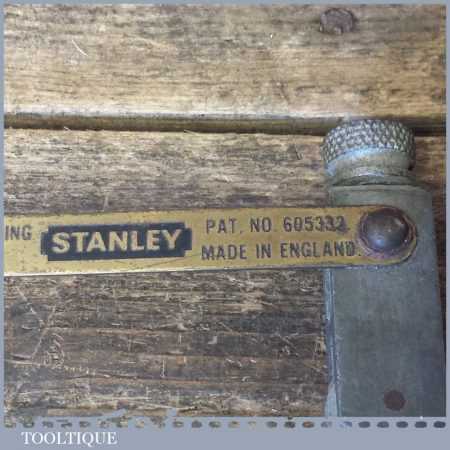 ING STANLEY PAT. NO. 605332
MADE IN ENGLAND.
TOOLTIQUE